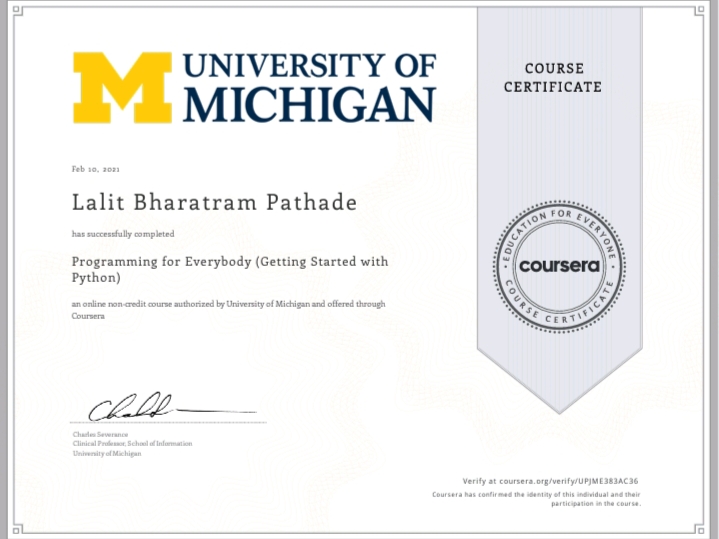 UNIVERSITY OF
MICHIGAN
COURSE
CERTIFICATE
Feb 10, 2021
Lalit Bharatram Pathade
has successfully completed
Programming for Everybody (Getting Started with
Python)
an online non-credit course authorized by University of Michigan and offered through
Coursera
EDUCATION FOR EVERYONE
coursera
COURSE CERTIFICATE
Charles Severance
Clinical Professor, School of Information
University of Michigan
Verify at coursera.org/verify/UPJME383AC36
Coursera has confirmed the identity of this individual and their
participation in the course.